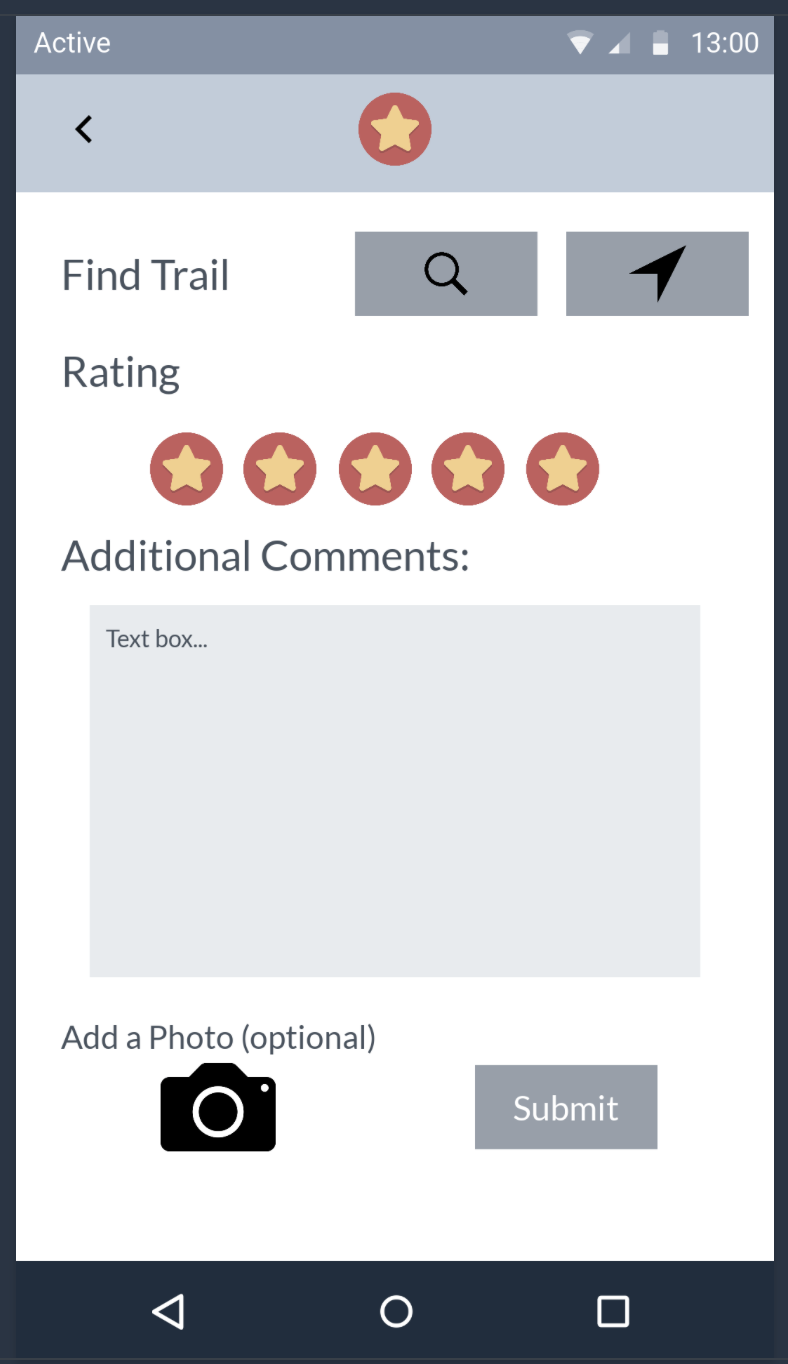 Active 13:00
Find Trail
Rating
Additional Comments:
Text box...
Add a Photo (optional)
Submit